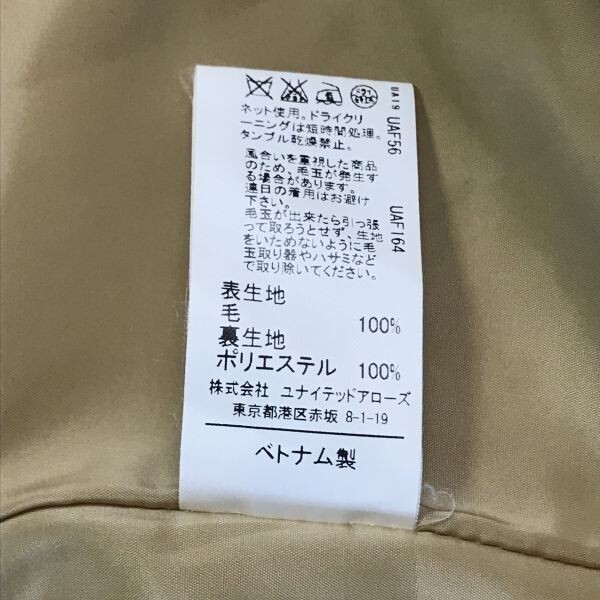 ネット使用。ドライクリ
ーニングは短時間処理。
タンブル乾燥禁止。
風合いを重視した商品
のため、毛玉が発生す
る場合があります。
連日の着用はお避け
下さい。
毛玉が出来たら引っ張
って取ろうとせず、生地
をいためないように毛
玉取り器やハサミなど
で取り除いてください。
表生地
毛 100%
裏生地
ポリエステル 100%
株式会社 ユナイテッドアローズ
東京都港区赤坂 8-1-19
ベトナム製
UA19 UAF56 UAF164